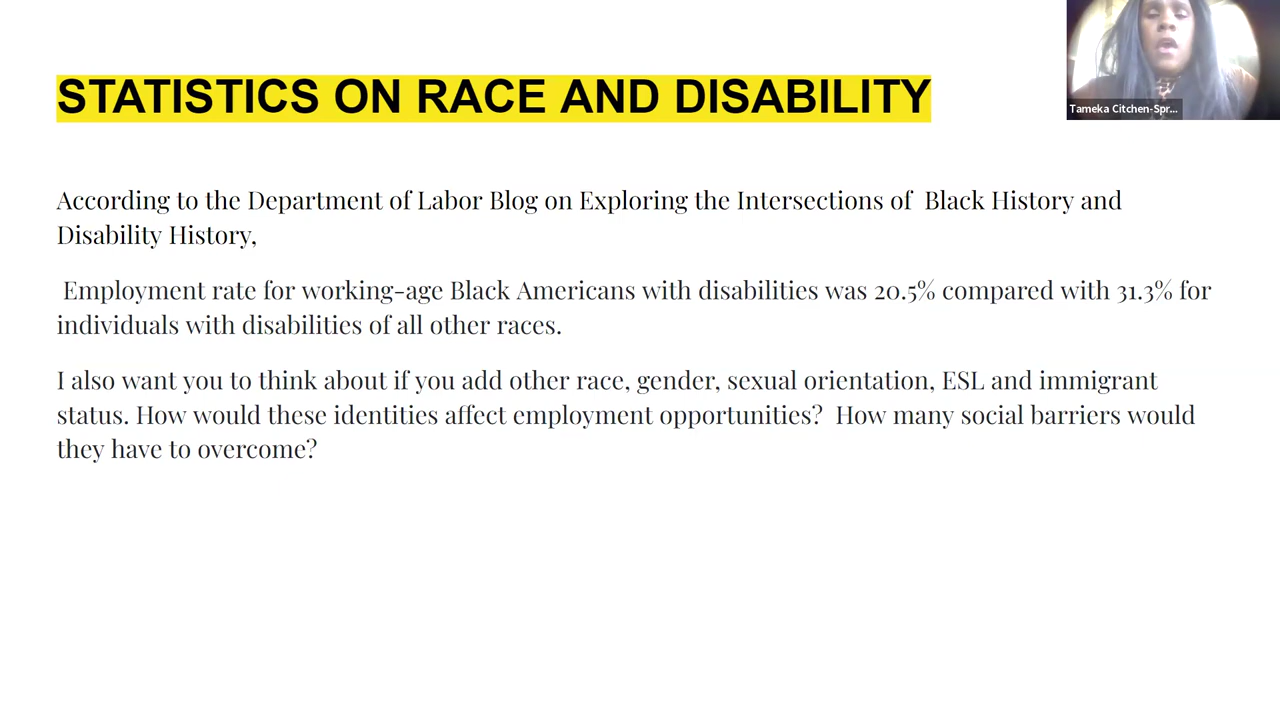 STATISTICS ON RACE AND DISABILITY
Tameka Citchen-Spr...
According to the Department of Labor Blog on Exploring the Intersections of  Black History and
Disability History,
Employment rate for working-age Black Americans with disabilities was 20.5% compared with 31.3% for
individuals with disabilities of all other races.
I also want you to think about if you add other race, gender, sexual orientation, ESL and immigrant
status. How would these identities affect employment opportunities?  How many social barriers would
they have to overcome?